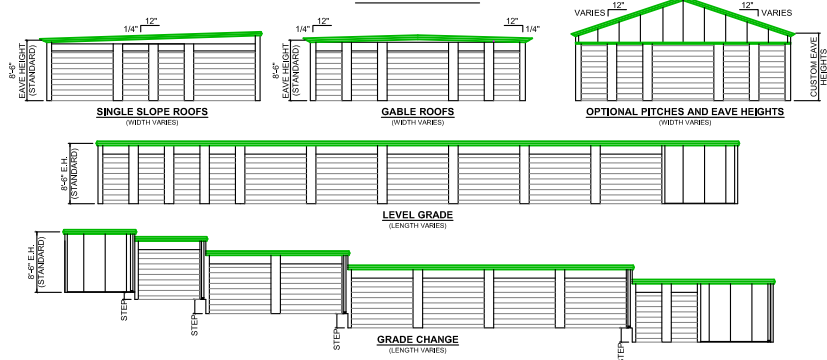 12"
1/4"
8'-6"
EAVE HEIGHT
(STANDARD)
SINGLE SLOPE ROOFS
(WIDTH VARIES)
12"
1/4"
12"
1/4"
8'-6"
EAVE HEIGHT
(STANDARD)
GABLE ROOFS
(WIDTH VARIES)
12"
VARIES
12"
VARIES
CUSTOM EAVE
HEIGHTS
OPTIONAL PITCHES AND EAVE HEIGHTS
(WIDTH VARIES)
8'-6" E.H.
(STANDARD)
LEVEL GRADE
(LENGTH VARIES)
8'-6" E.H.
(STANDARD)
STEP
STEP
STEP
STEP
GRADE CHANGE
(LENGTH VARIES)